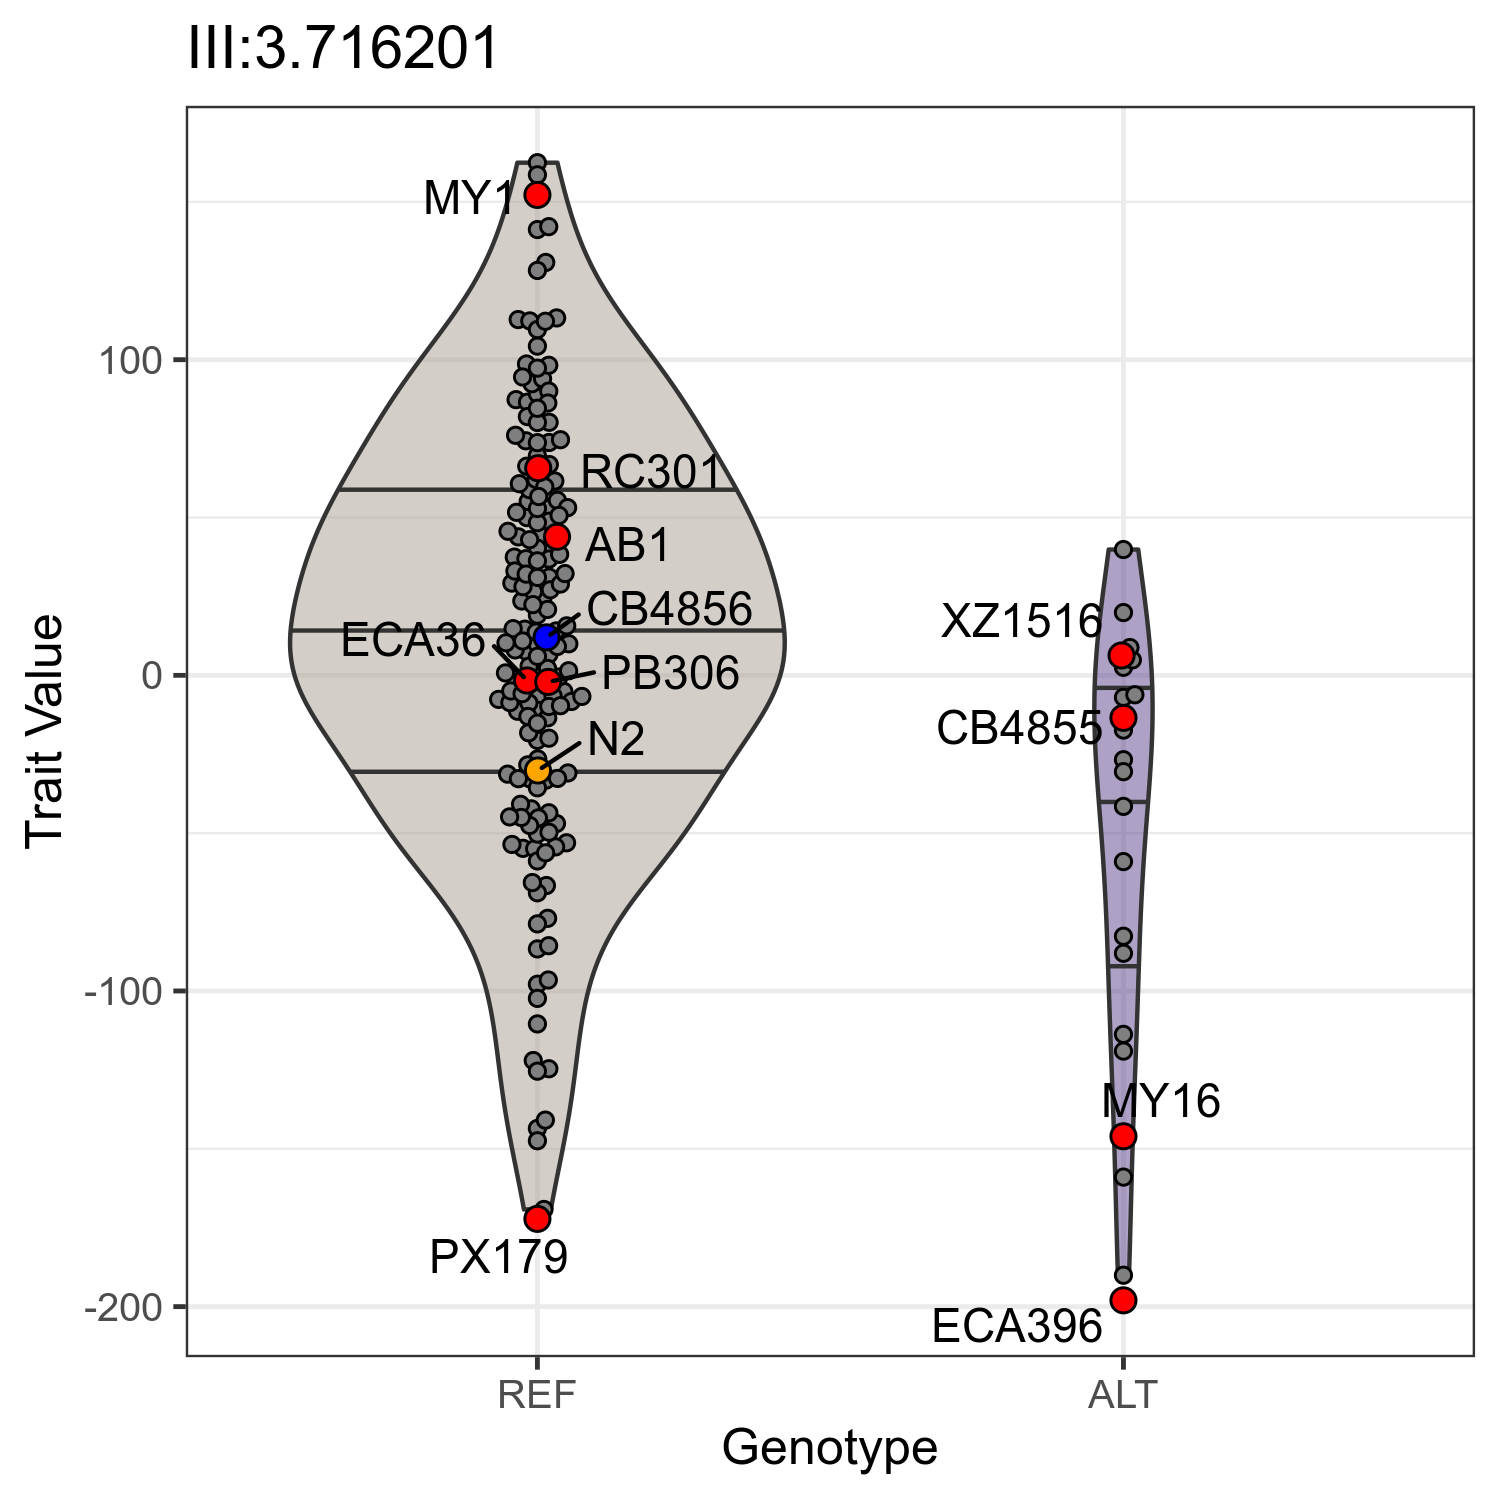 III:3.716201
MY1
100
RC301
AB1
CB4856
XZ1516
ECA36
PB306
0
CB4855
N2
Trait Value
-100
MY16
PX179
-200
ECA396
REF
ALT
Genotype